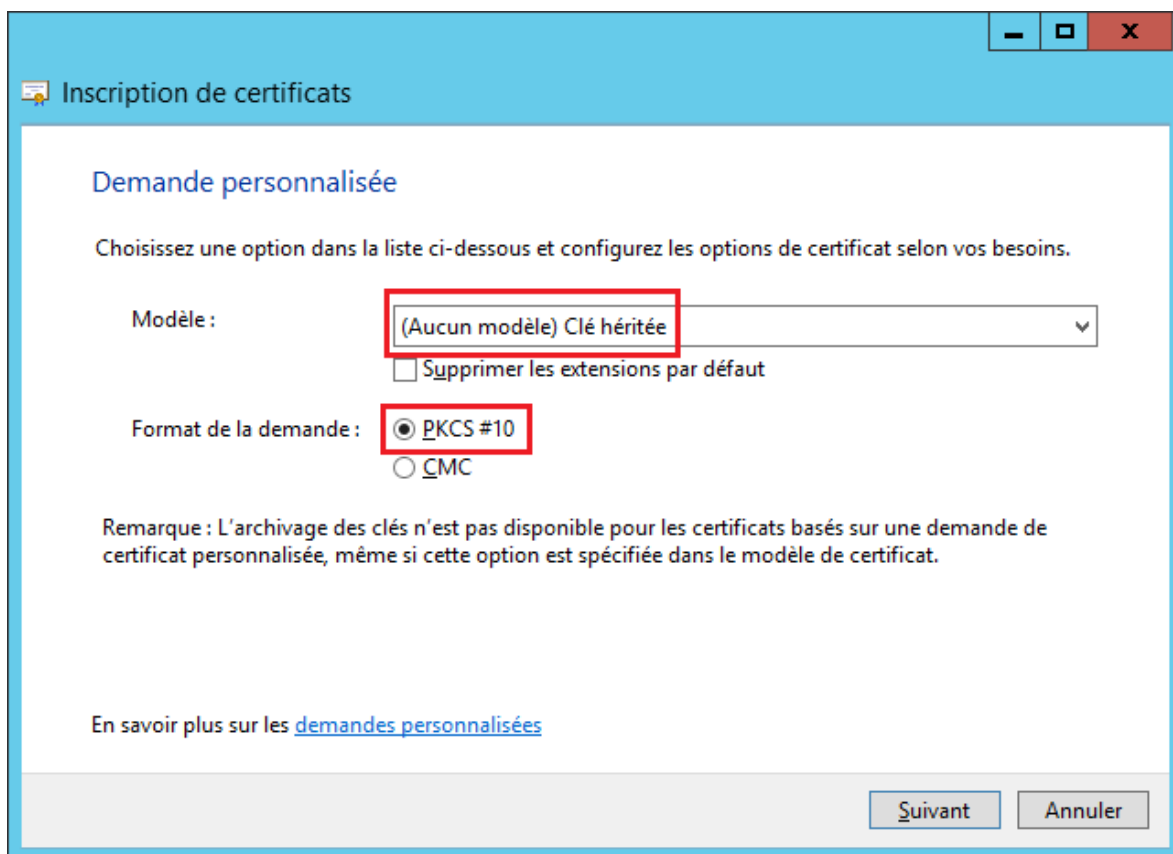 Inscription de certificats
Demande personnalisée
Choisissez une option dans la liste ci-dessous et configurez les options de certificat selon vos besoins.
Modèle :
(Aucun modèle) Clé héritée
Supprimer les extensions par défaut
Format de la demande :
PKCS #10
CMC
Remarque : L'archivage des clés n'est pas disponible pour les certificats basés sur une demande de
certificat personnalisée, même si cette option est spécifiée dans le modèle de certificat.
En savoir plus sur les demandes personnalisées
Suivant
Annuler